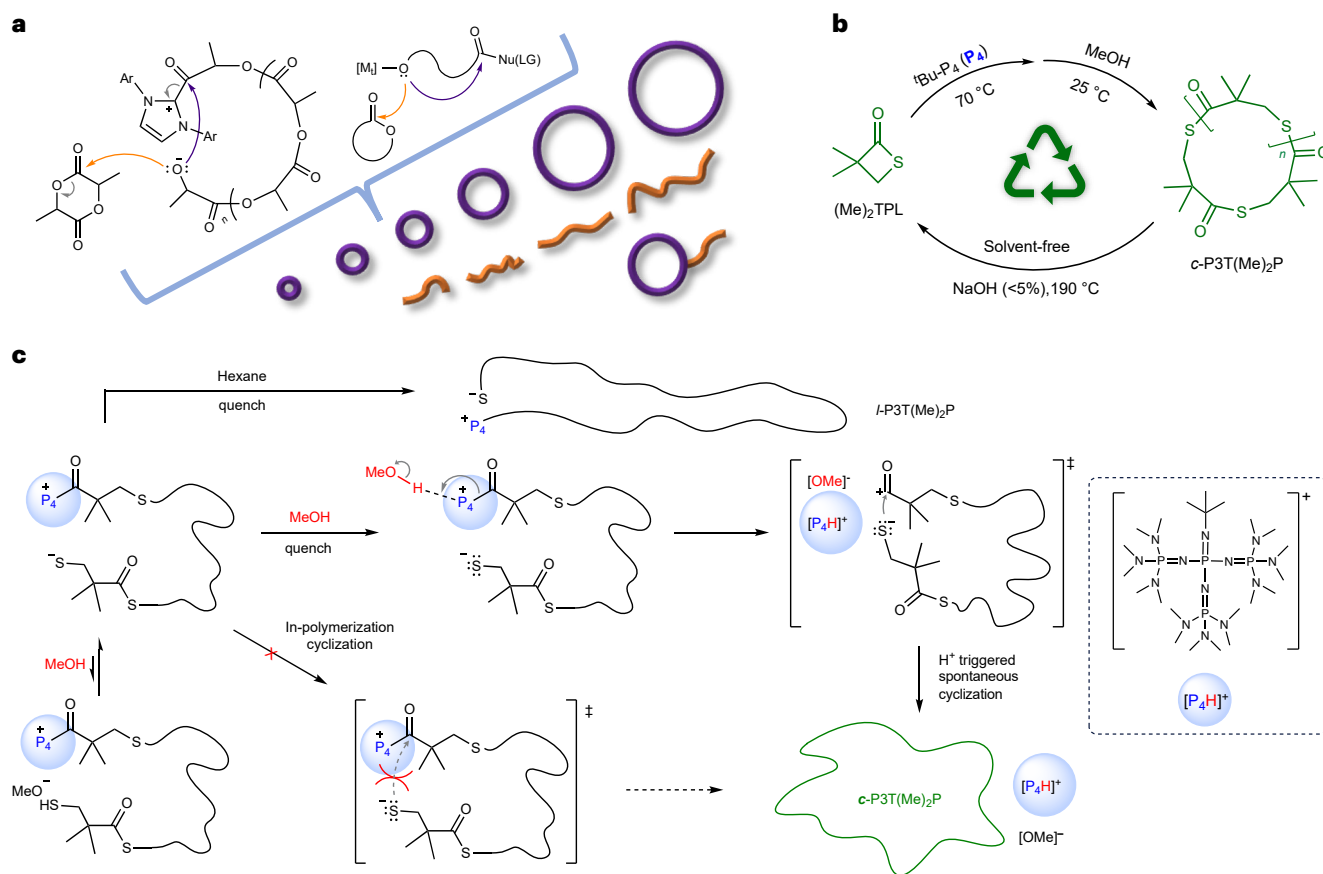 a
O
Ar
N
+
N
Ar
O
O
O
O
O
O
O
O
n
O
O
O
O
-
:O:
[Mt]
O
:
O
Nu(LG)
O
O
b
tBu-P4 (P4)
70 °C
MeOH
25 °C
O
S
(Me)2TPL
O
S
n
O
S
O
c-P3T(Me)2P
Solvent-free
NaOH (<5%),190 °C
c
Hexane
quench
-S
+P4
l-P3T(Me)2P
+
P4
O
S
-S
O
S
MeOH
quench
MeO
H
+
P4
O
S
-
:S:
O
S
[OMe]-
[P4H]+
O
+
S
-
:S:
O
S
‡
+
N
N
N
N
N
P
N
P
N
P
N
N
N
N
P
N
N
N
[P4H]+
MeOH
In-polymerization
cyclization
H+ triggered
spontaneous
cyclization
+
P4
O
S
MeO-
HS
O
S
+
P4
O
S
-
:S:
O
S
‡
c-P3T(Me)2P
[P4H]+
[OMe]-